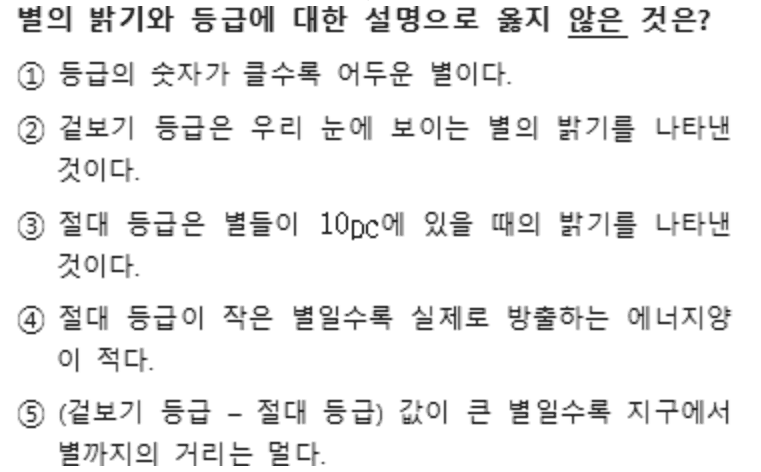 별의 밝기와 등급에 대한 설명으로 옳지 않은 것은?
① 등급의 숫자가 클수록 어두운 별이다.
② 겉보기 등급은 우리 눈에 보이는 별의 밝기를 나타낸
것이다.
③ 절대 등급은 별들이 10pc에 있을 때의 밝기를 나타낸
것이다.
④ 절대 등급이 작은 별일수록 실제로 방출하는 에너지양
이 적다.
⑤ (겉보기 등급 – 절대 등급) 값이 큰 별일수록 지구에서
별까지의 거리는 멀다.